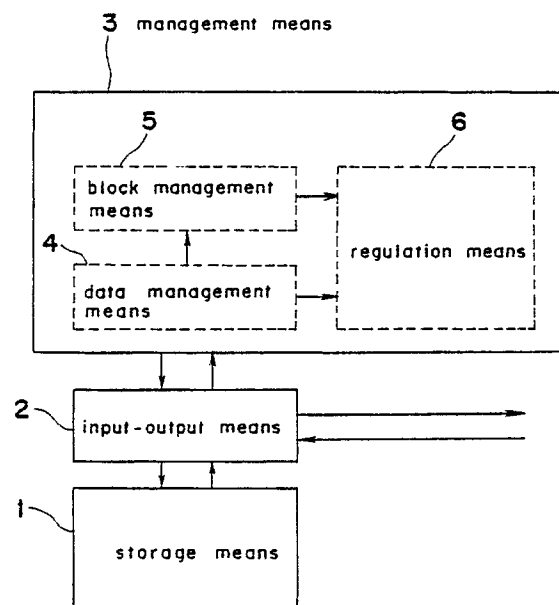 3 management means
5
6
block management
means
regulation means
4
data management
means
2
input-output means
1
storage means